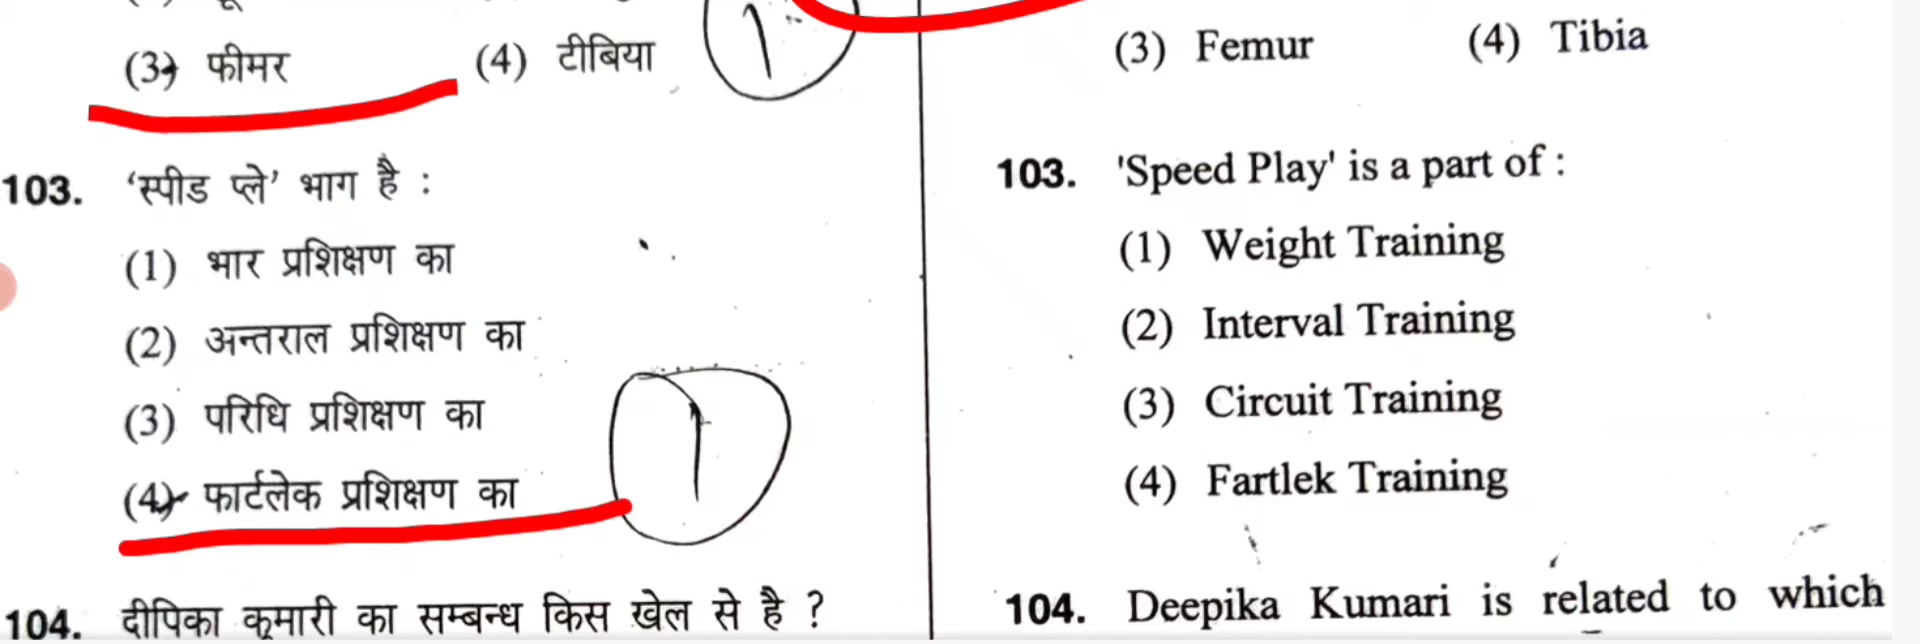 (3) फीमर (4) टीबिया
103. ‘स्पीड प्ले’ भाग है :
(1) भार प्रशिक्षण का
(2) अन्तराल प्रशिक्षण का
(3) परिधि प्रशिक्षण का
(4) फार्टलेक प्रशिक्षण का
104. दीपिका कुमारी का सम्बन्ध किस खेल से है ?
(3) Femur (4) Tibia
103. 'Speed Play' is a part of :
(1) Weight Training
(2) Interval Training
(3) Circuit Training
(4) Fartlek Training
104. Deepika Kumari is related to which